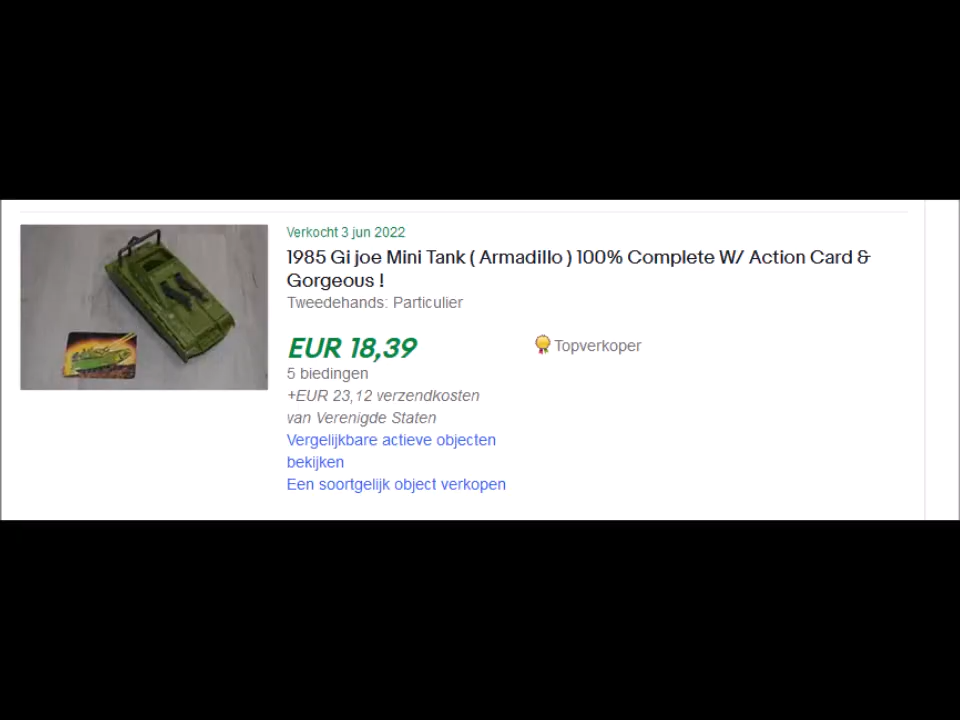 Verkocht 3 jun 2022
1985 Gi joe Mini Tank ( Armadillo ) 100% Complete W/ Action Card &
Gorgeous !
Tweedehands: Particulier
EUR 18,39
Topverkoper
5 biedingen
+EUR 23,12 verzendkosten
van Verenigde Staten
Vergelijkbare actieve objecten
bekijken
Een soortgelijk object verkopen